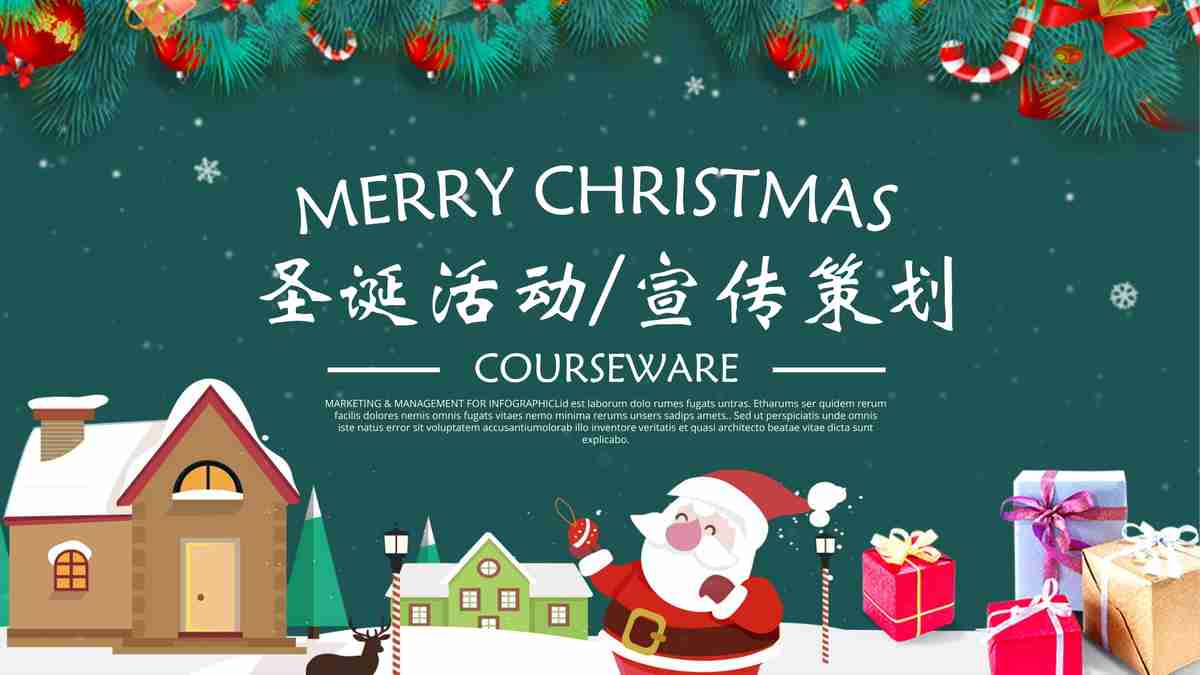 MERRY CHRISTMAS
圣诞活动/宣传策划
COURSEWARE
MARKETING & MANAGEMENT FOR INFOGRAPHICLid est laborum dolo rumes fugats untras. Etharums ser quidem rerum
facilis dolores nemis omnis fugats vitaes nemo minima rerums unsers sadips amets.. Sed ut perspiciatis unde omnis
iste natus error sit voluptatem accusantiumolorab illo inventore veritatis et quasi architecto beatae vitae dicta sunt
explicabo.